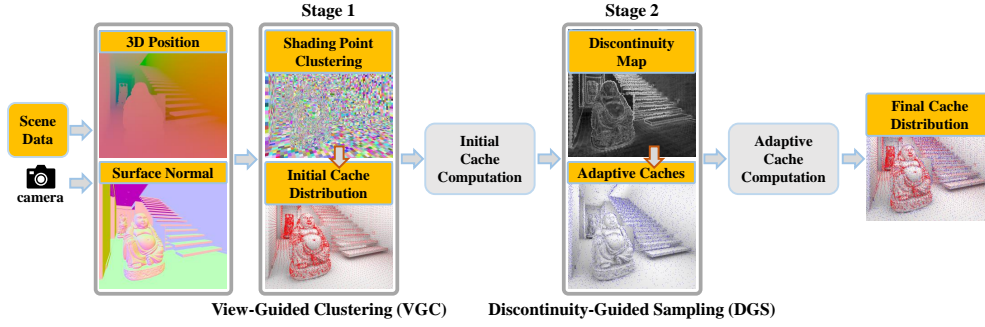 Stage 1
Stage 2
3D Position
Shading Point
Clustering
Discontinuity
Map
Scene
Data
camera
Surface Normal
Initial Cache
Distribution
Initial
Cache
Computation
Adaptive Caches
Adaptive
Cache
Computation
Final Cache
Distribution
View-Guided Clustering (VGC)
Discontinuity-Guided Sampling (DGS)